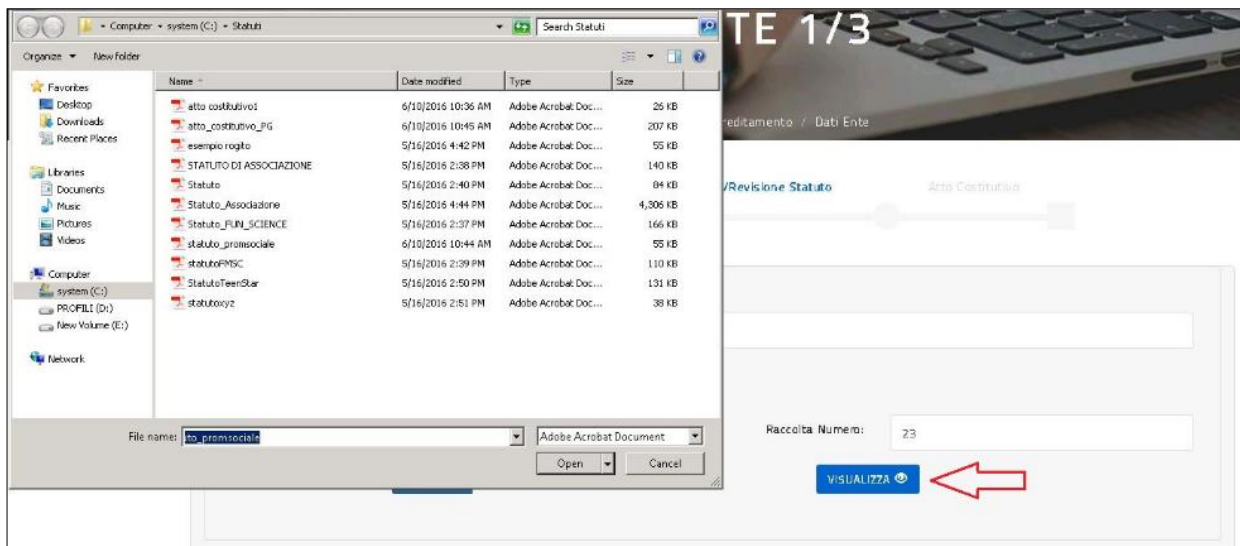 Computer system (C:) Statuti
Search Statuti
TE 1/3
Organize New folder
Name Date modified Type Size
Favorites
Desktop
Downloads
Recent Places
Libraries
Documents
Music
Pictures
Videos
Computer
system (C:)
PROFILI (D:)
New Volume (E:)
Network
atto costitutivo1 6/10/2016 10:36 AM Adobe Acrobat Doc... 26 KB
atto_costitutivo_PG 6/10/2016 10:45 AM Adobe Acrobat Doc... 207 KB
esempio rogito 5/16/2016 4:42 PM Adobe Acrobat Doc... 55 KB
STATUTO DI ASSOCIAZIONE 5/16/2016 2:38 PM Adobe Acrobat Doc... 140 KB
Statuto 5/16/2016 2:40 PM Adobe Acrobat Doc... 84 KB
Statuto_Associazione 5/16/2016 4:44 PM Adobe Acrobat Doc... 4,306 KB
Statuto_FUN_SCIENCE 5/16/2016 2:37 PM Adobe Acrobat Doc... 166 KB
statuto_promsociale 6/10/2016 10:44 AM Adobe Acrobat Doc... 55 KB
statutoFMSC 5/16/2016 2:39 PM Adobe Acrobat Doc... 110 KB
StatutoTeenStar 5/16/2016 2:50 PM Adobe Acrobat Doc... 131 KB
statutoxyz 5/16/2016 2:51 PM Adobe Acrobat Doc... 38 KB
File name: to_promsociale Adobe Acrobat Document
Open Cancel
reditamento / Dati Ente
/Revisione Statuto Atto Costitutivo
Raccolta Numero: 23
VISUALIZZA